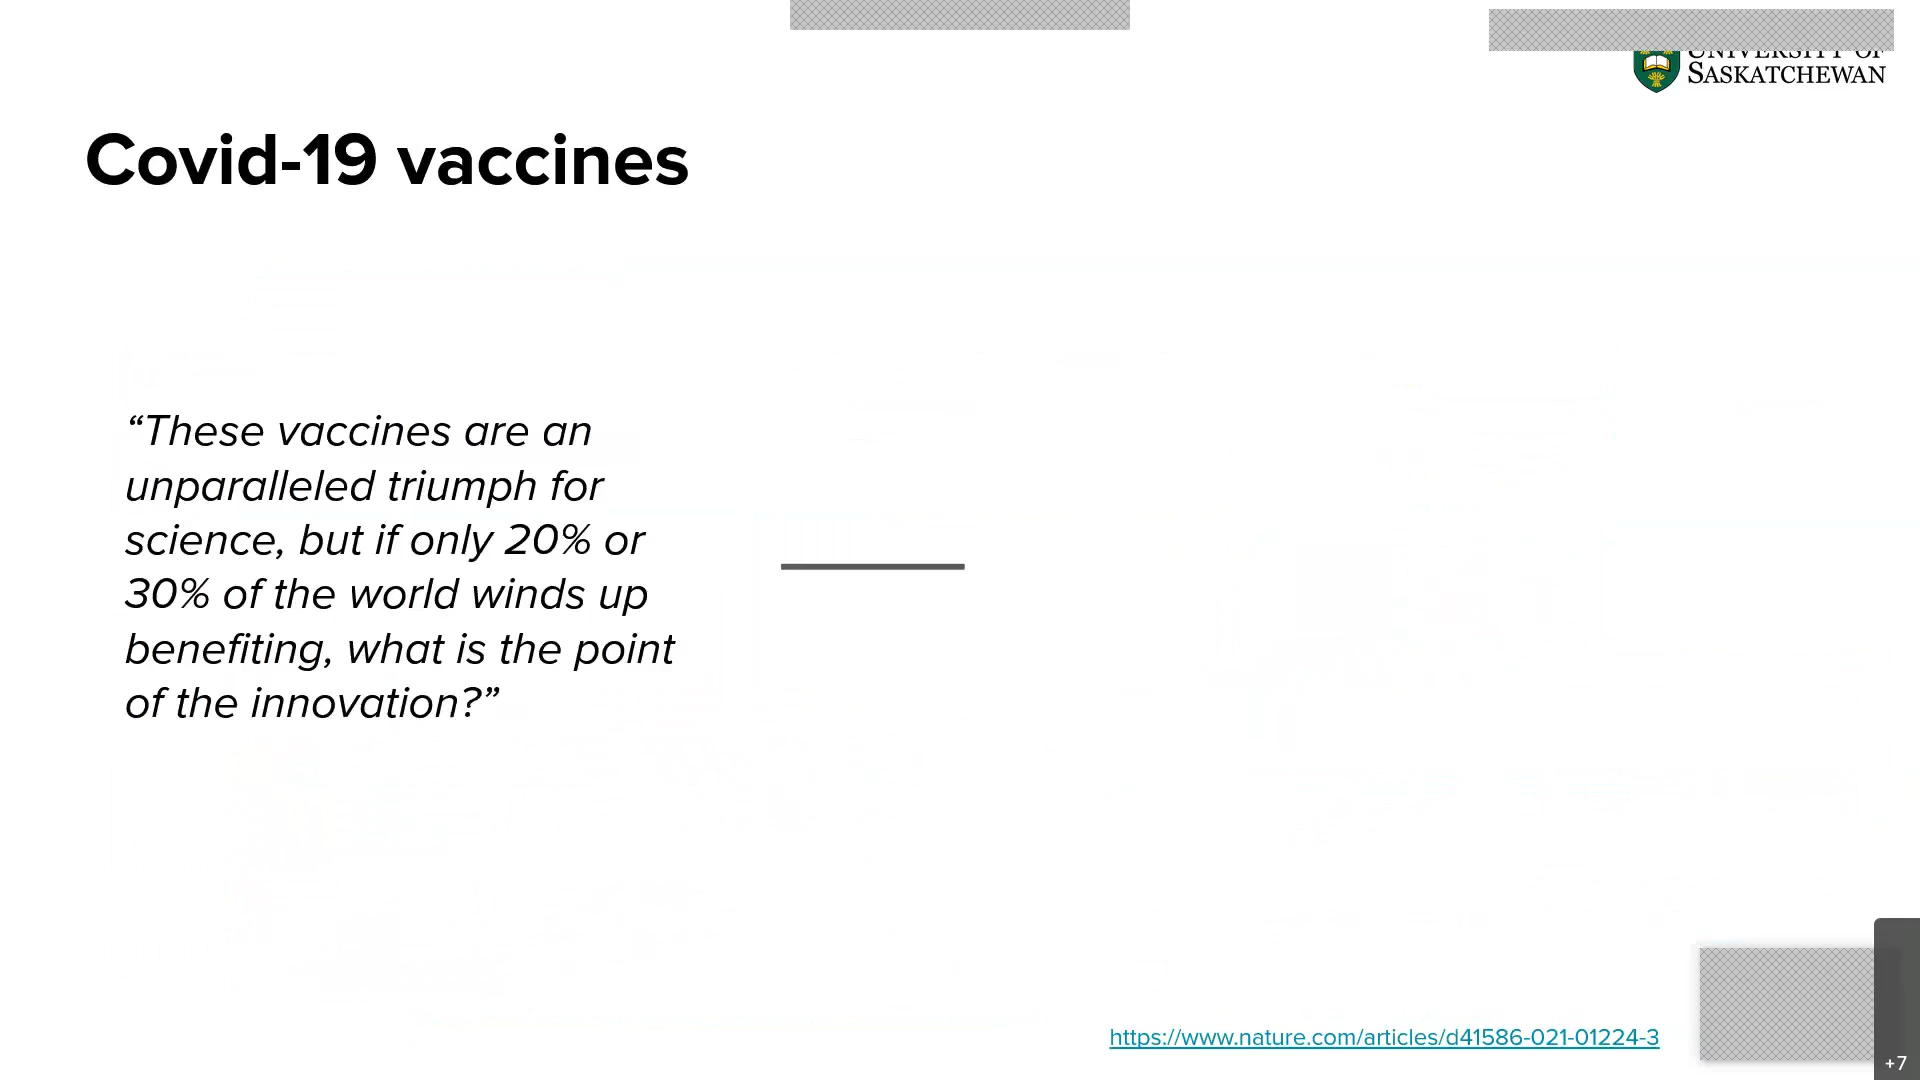 UNIVERSITY OF
SASKATCHEWAN
Covid-19 vaccines
“These vaccines are an
unparalleled triumph for
science, but if only 20% or
30% of the world winds up
benefiting, what is the point
of the innovation?”
https://www.nature.com/articles/d41586-021-01224-3
+7